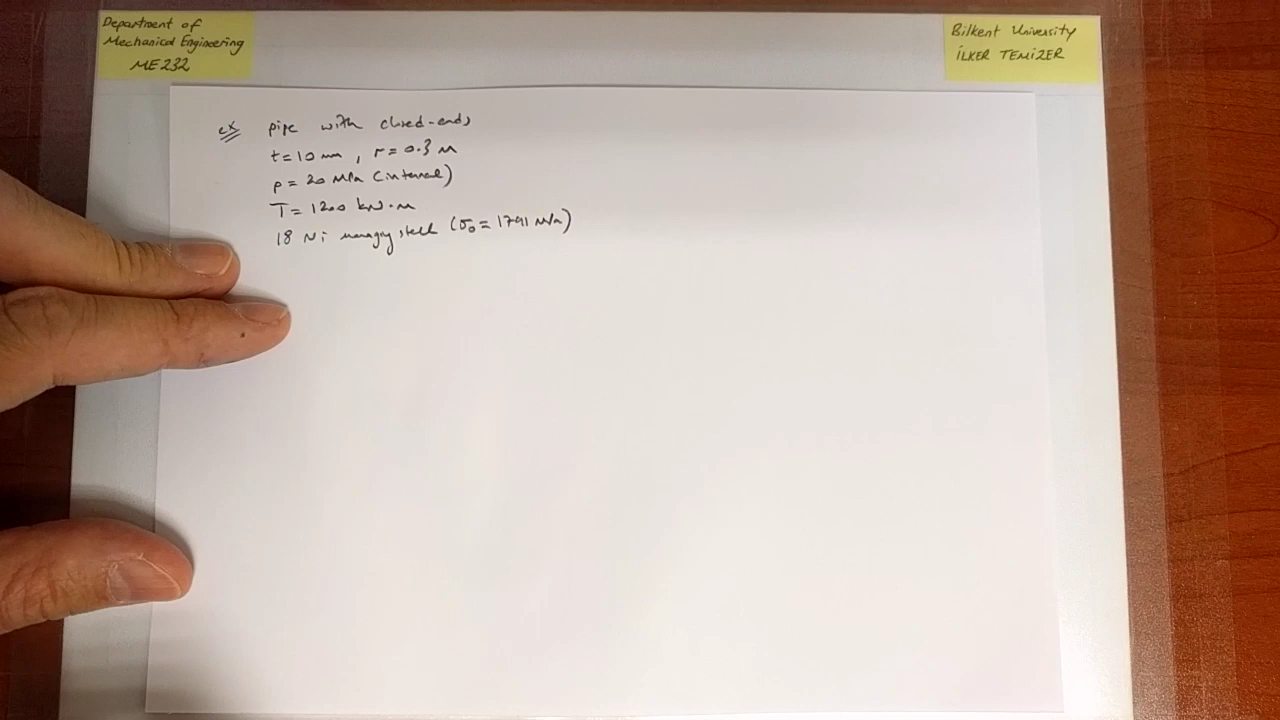 Department of
Mechanical Engineering
ME232
Bilkent University
İLKER TEMİZER
ex pipe with closed-ends
t = 10 mm , r = 0.3 m
p = 20 MPa (internal)
T = 1200 kN·m
18 Ni maraging steel (σ₀ = 1791 MPa)